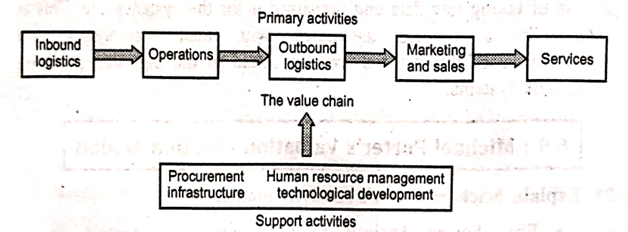 Primary activities
Inbound logistics
Operations
Outbound logistics
Marketing and sales
Services
The value chain
Procurement Human resource management
infrastructure technological development
Support activities